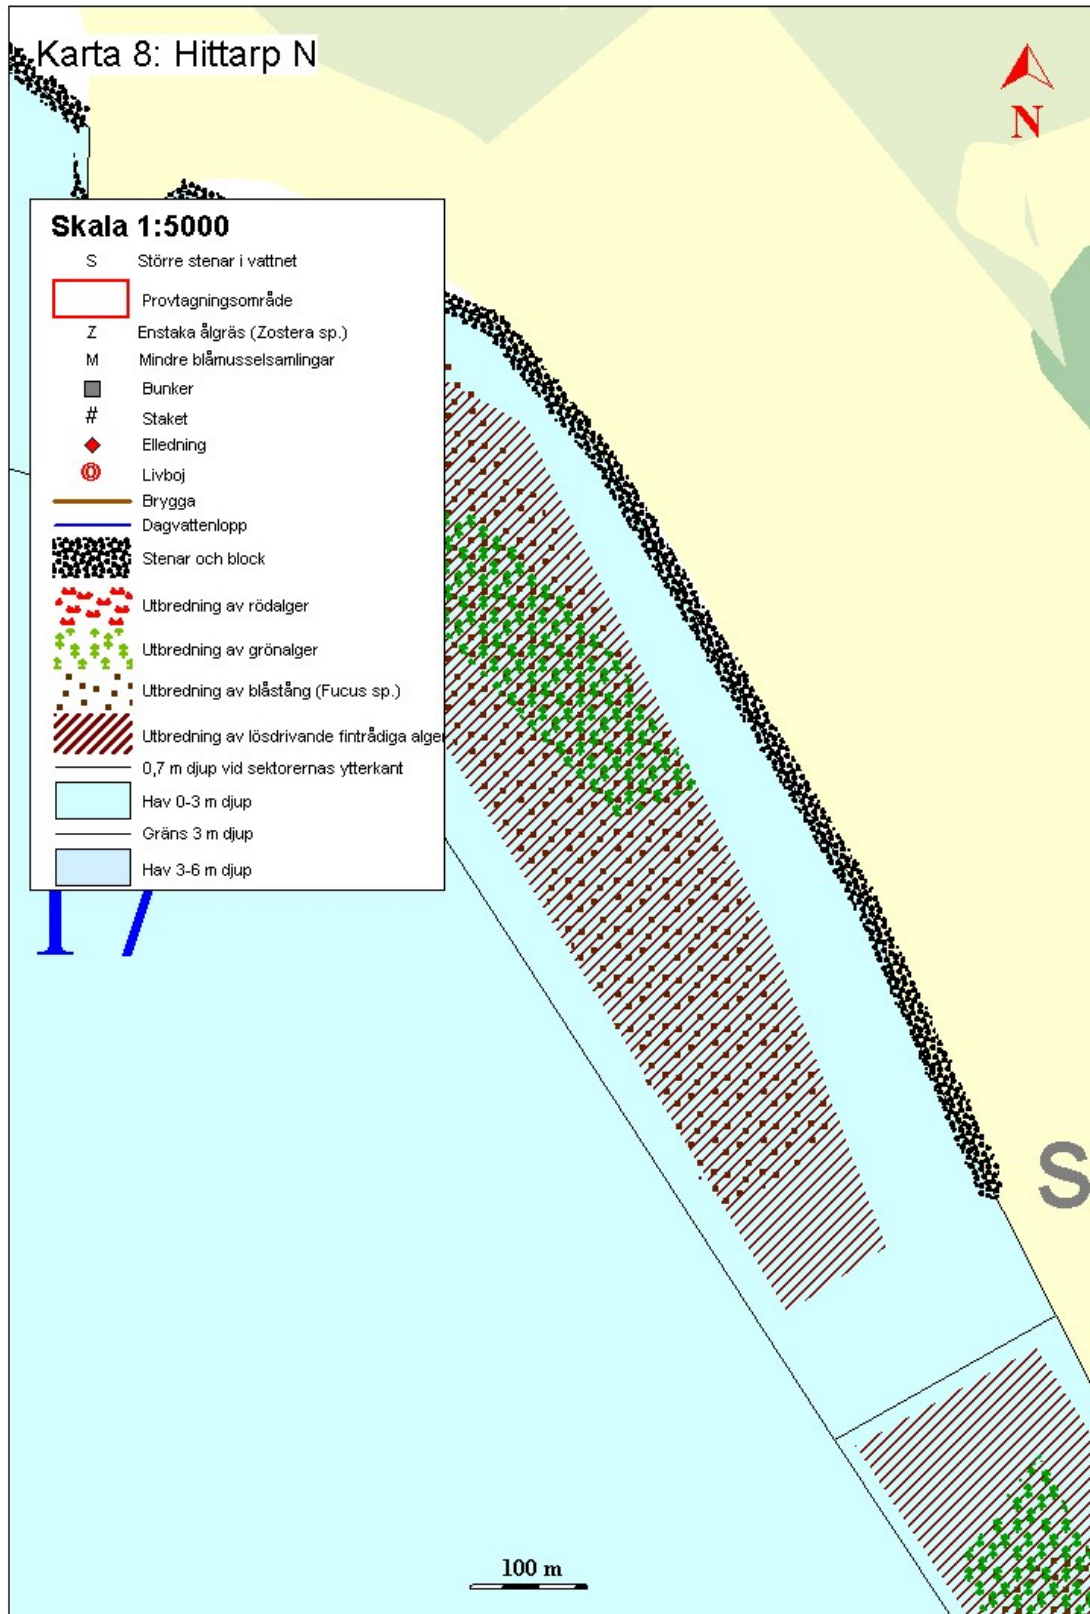 Karta 8: Hittarp N
N
Skala 1:5000
S Större stenar i vattnet
Provtagningsområde
Z Enstaka ålgräs (Zostera sp.)
M Mindre blåmusselsamlingar
Bunker
# Staket
Elledning
Livboj
Brygga
Dagvattenlopp
Stenar och block
Utbredning av rödalger
Utbredning av grönalger
Utbredning av blåstång (Fucus sp.)
Utbredning av lösdrivande fintrådiga alger
0,7 m djup vid sektorernas ytterkant
Hav 0-3 m djup
Gräns 3 m djup
Hav 3-6 m djup
17
S
100 m